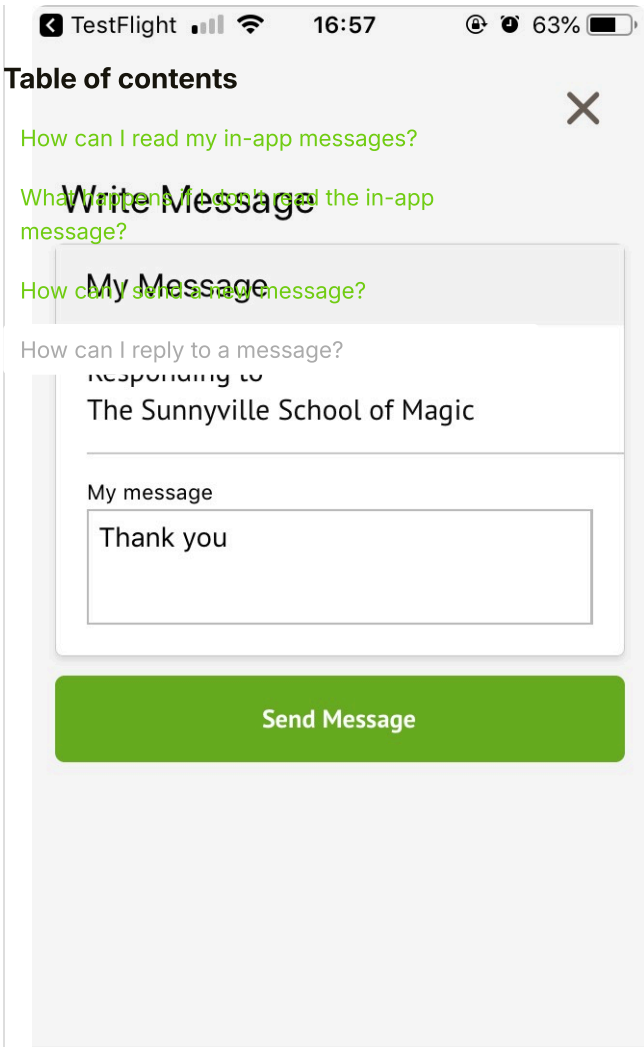 TestFlight 16:57 63%
Table of contents
How can I read my in-app messages?
What happens if I don't read the in-app
message?
Write Message
My Message
How can I send a new message?
How can I reply to a message?
Responding to
The Sunnyville School of Magic
My message
Thank you
Send Message